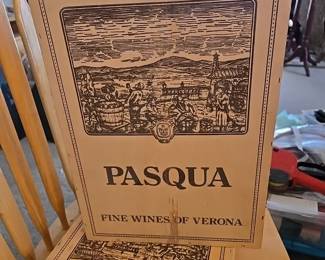 PASQUA
FINE WINES OF VERONA